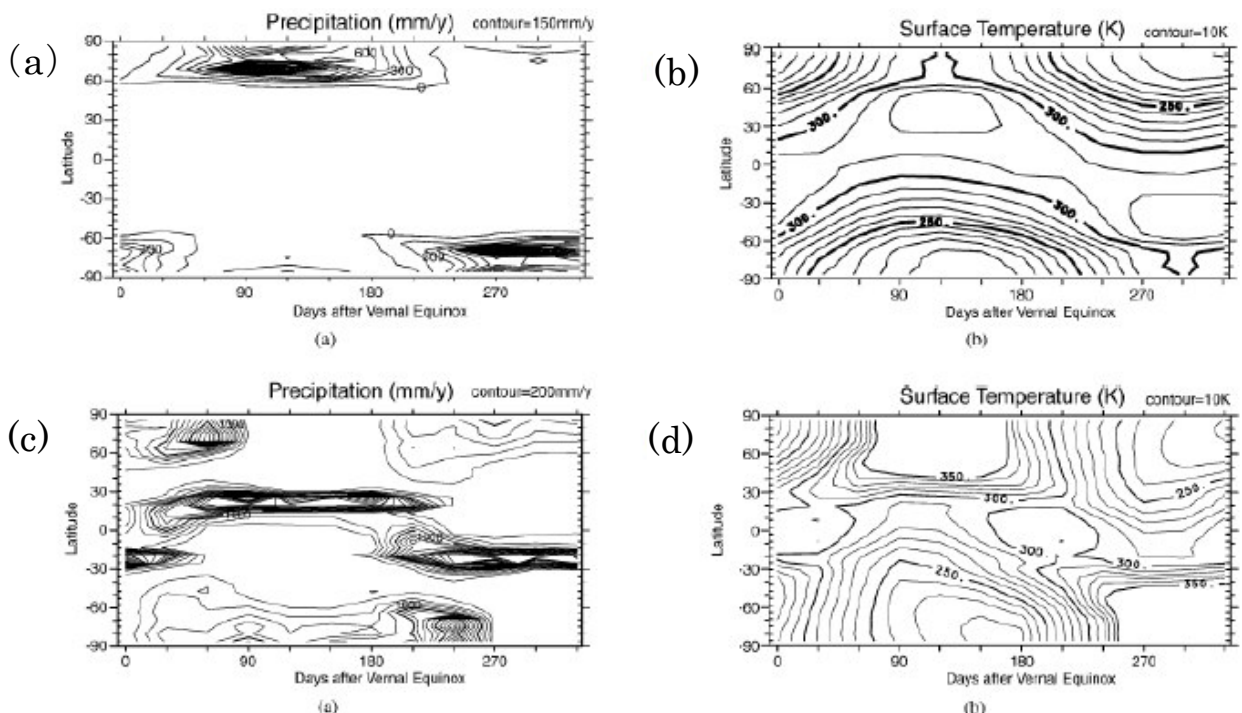 (a)
Precipitation (mm/y) contour=150mm/y
90
60
30
0
-30
-60
-90
Latitude
600
300
0
0
0 90 180 270
Days after Vernal Equinox
(a)
(b)
Surface Temperature (K) contour=10K
90
60
30
0
-30
-60
-90
Latitude
300.
300.
250.
300.
250.
300.
0 90 180 270
Days after Vernal Equinox
(b)
(c)
Precipitation (mm/y) contour=200mm/y
90
60
30
0
-30
-60
-90
Latitude
0 90 180 270
Days after Vernal Equinox
(a)
(d)
Surface Temperature (K) contour=10K
90
60
30
0
-30
-60
-90
Latitude
350.
300.
250.
300.
250.
300.
350.
0 90 180 270
Days after Vernal Equinox
(b)